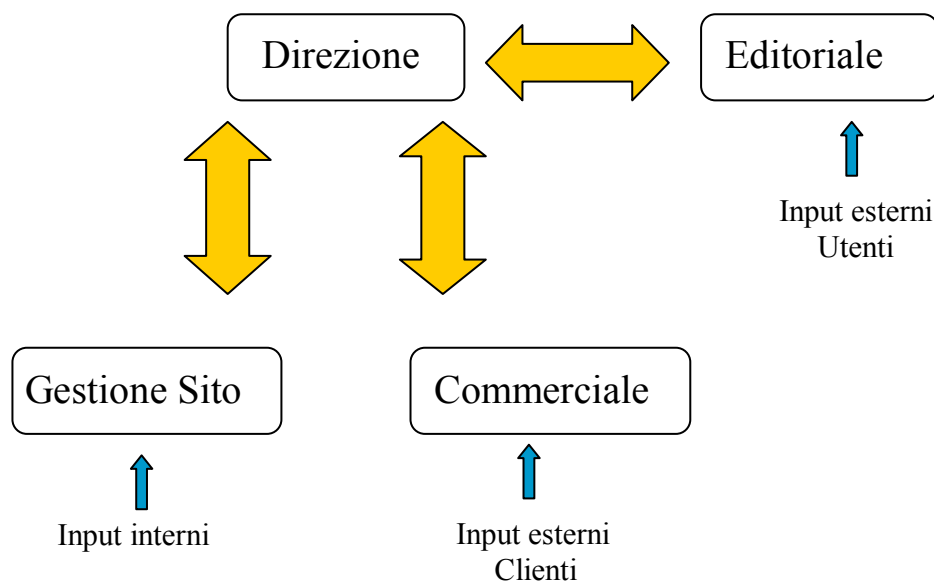 Direzione
Editoriale
Input esterni
Utenti
Gestione Sito
Commerciale
Input interni
Input esterni
Clienti